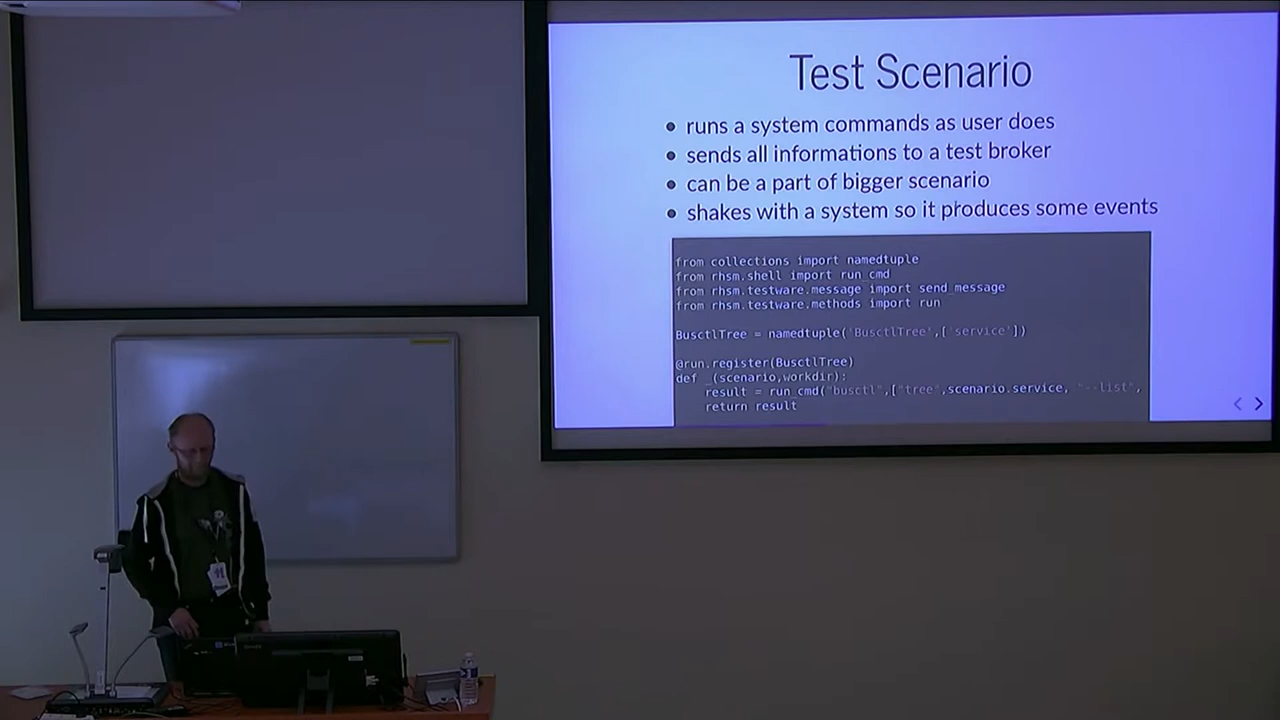 Test Scenario
runs a system commands as user does
sends all informations to a test broker
can be a part of bigger scenario
shakes with a system so it produces some events
from collections import namedtuple
from rhsm.shell import run_cmd
from rhsm.testware.message import send_message
from rhsm.testware.methods import run
BusctlTree = namedtuple('BusctlTree',['service'])
@run.register(BusctlTree)
def _(scenario,workdir):
result = run_cmd("busctl",["tree",scenario.service, "--list",
return result